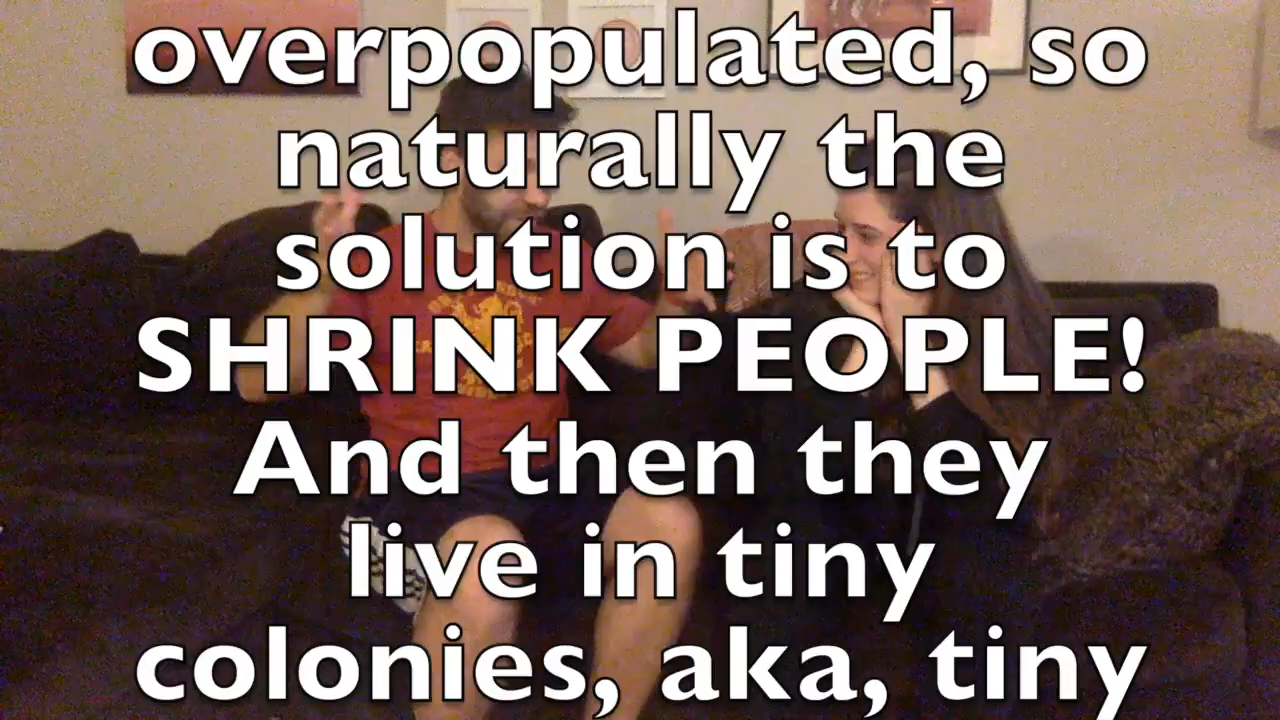 overpopulated, so
naturally the
solution is to
SHRINK PEOPLE!
And then they
live in tiny
colonies, aka, tiny